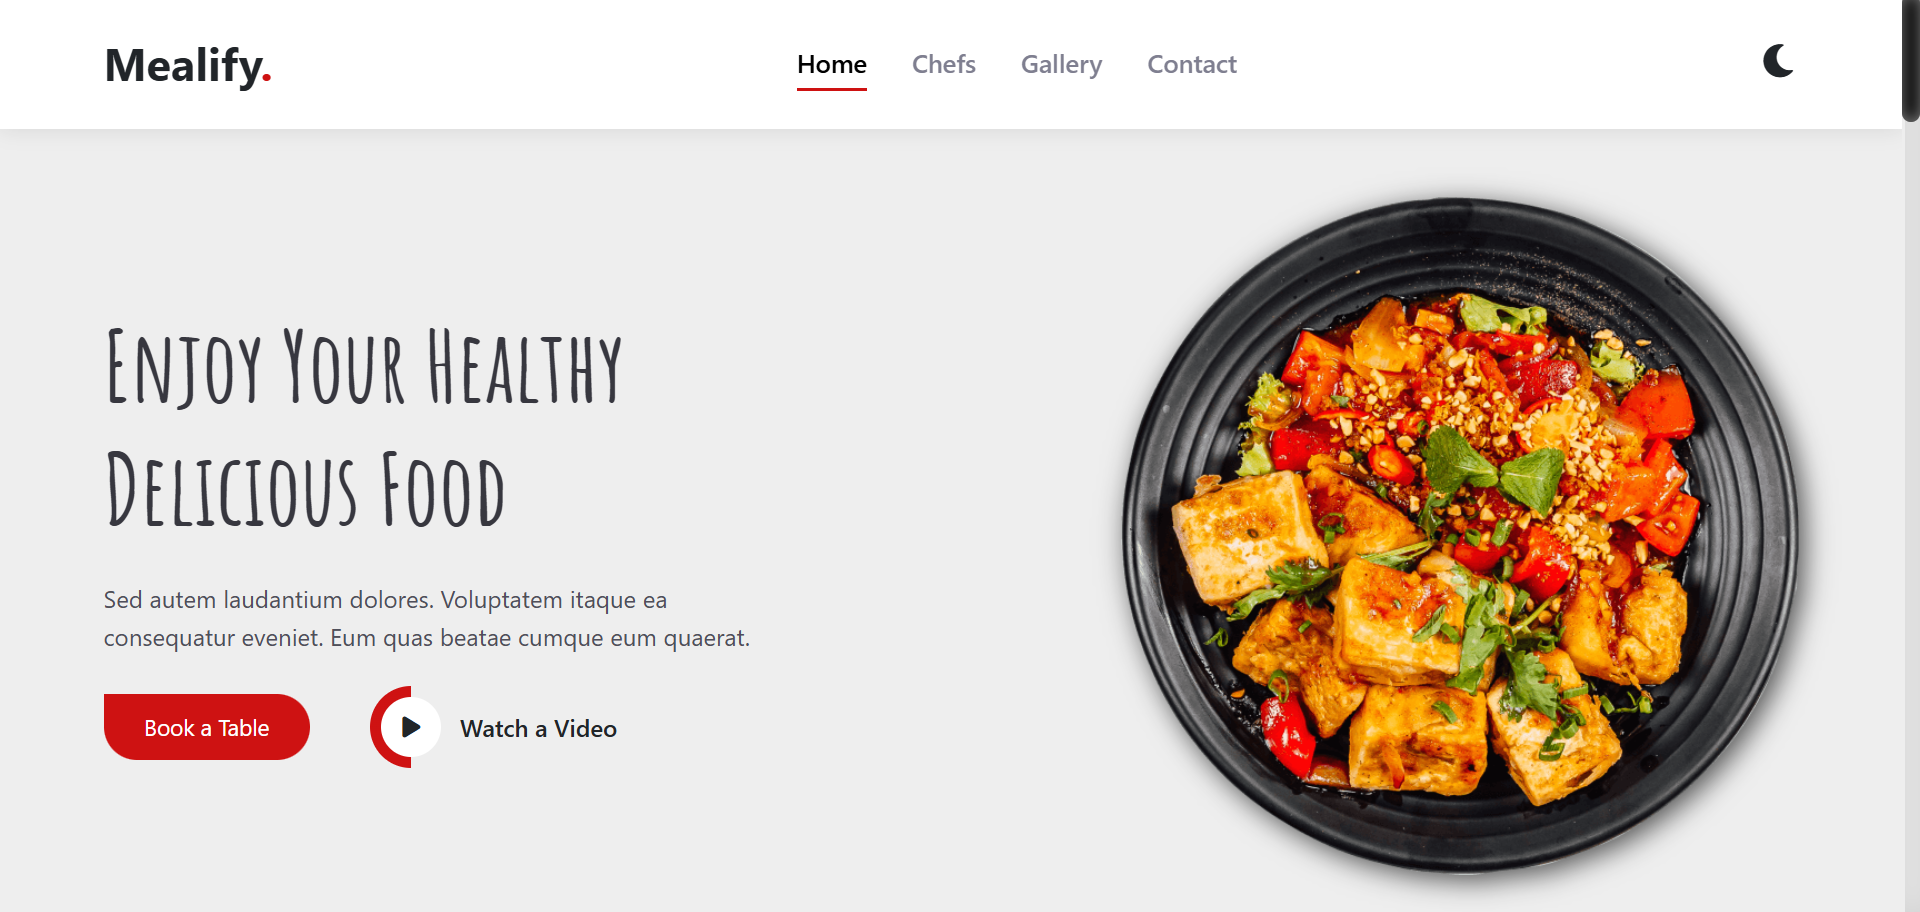 Mealify.
Home Chefs Gallery Contact
Enjoy Your Healthy
Delicious Food
Sed autem laudantium dolores. Voluptatem itaque ea
consequatur eveniet. Eum quas beatae cumque eum quaerat.
Book a Table
Watch a Video